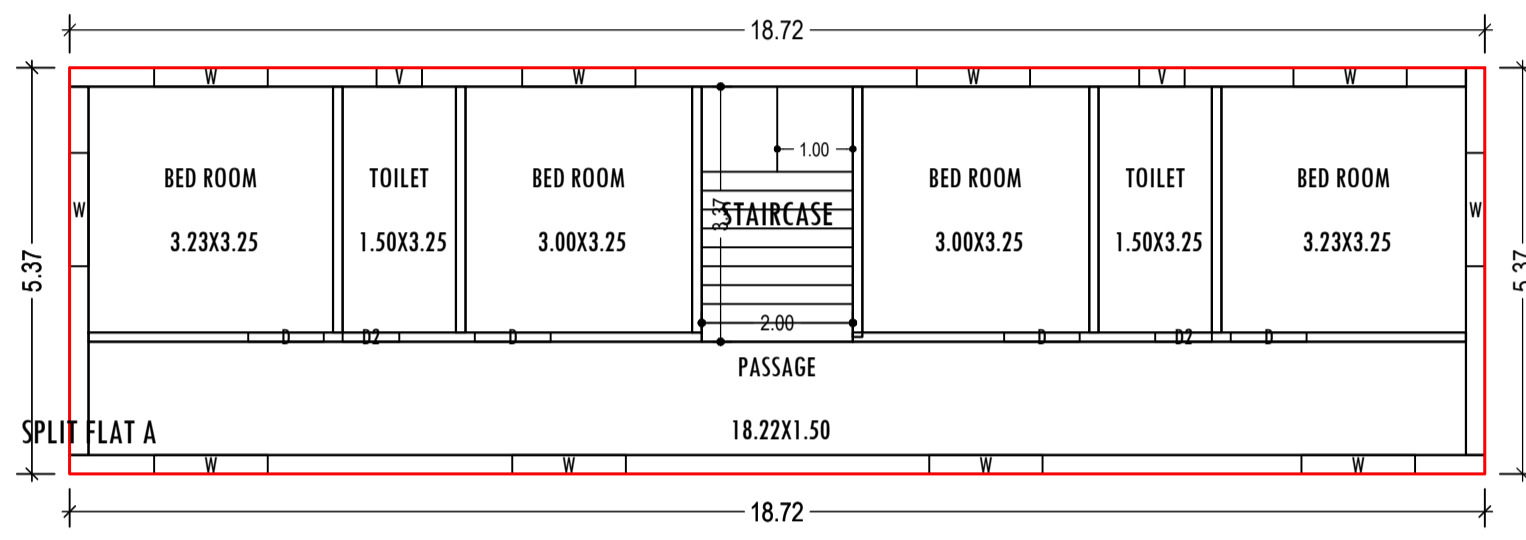 18.72
W V W W V W
5.37
5.37
1.00
BED ROOM TOILET BED ROOM BED ROOM TOILET BED ROOM
W 3.37 STAIRCASE W
3.23X3.25 1.50X3.25 3.00X3.25 3.00X3.25 1.50X3.25 3.23X3.25
2.00
D D2 D D D2 D
PASSAGE
SPLIT FLAT A 18.22X1.50
W W W W
18.72